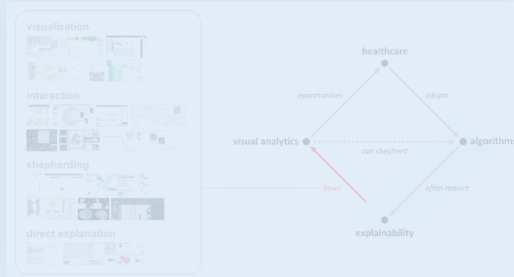 visualization
interaction
shepherding
direct explanation
healthcare
opportunities
adopts
visual analytics
algorithms
can shepherd
how?
often require
explainability